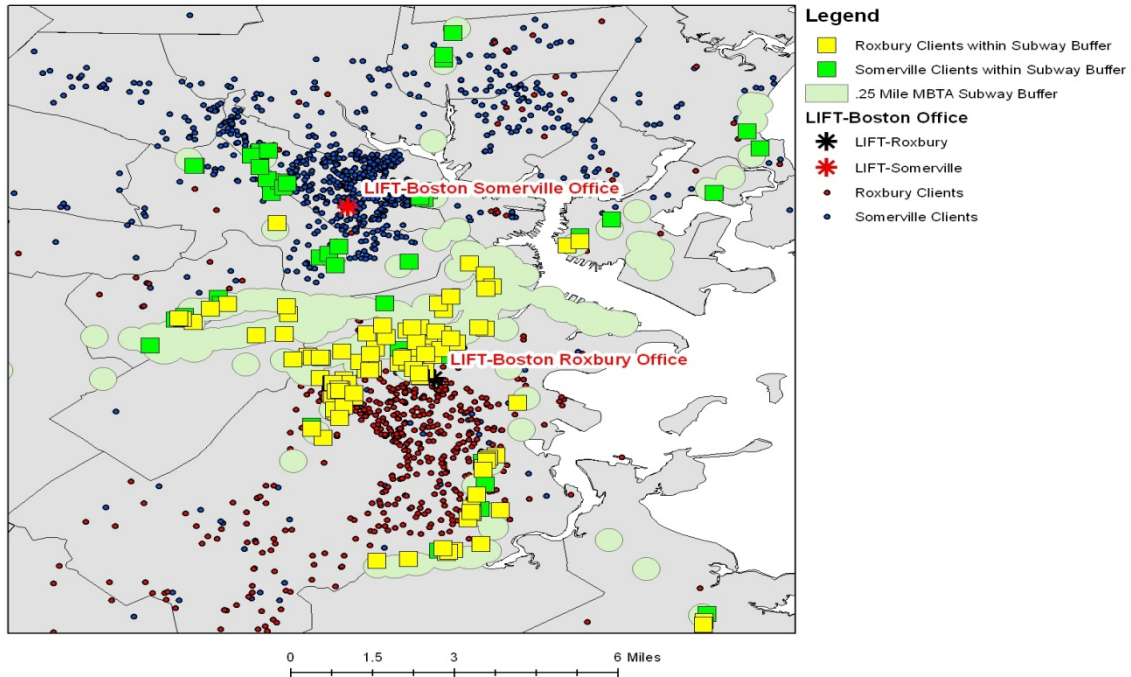 Legend
Roxbury Clients within Subway Buffer
Somerville Clients within Subway Buffer
.25 Mile MBTA Subway Buffer
LIFT-Boston Office
LIFT-Roxbury
LIFT-Somerville
Roxbury Clients
Somerville Clients
LIFT-Boston Somerville Office
LIFT-Boston Roxbury Office
0 1.5 3 6 Miles